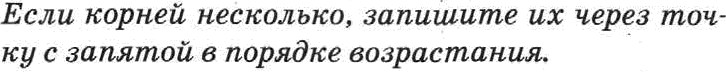 Если корней несколько, запишите их через точ-
ку с запятой в порядке возрастания.